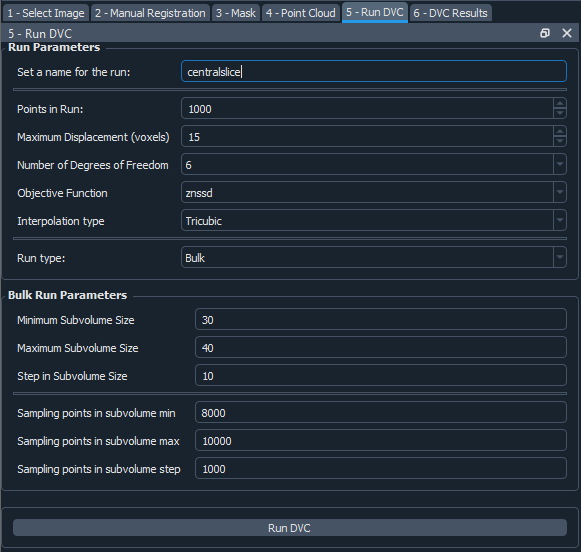 1 - Select Image 2 - Manual Registration 3 - Mask 4 - Point Cloud 5 - Run DVC 6 - DVC Results
5 - Run DVC
Run Parameters
Set a name for the run: centralslice
Points in Run: 1000
Maximum Displacement (voxels) 15
Number of Degrees of Freedom 6
Objective Function znssd
Interpolation type Tricubic
Run type: Bulk
Bulk Run Parameters
Minimum Subvolume Size 30
Maximum Subvolume Size 40
Step in Subvolume Size 10
Sampling points in subvolume min 8000
Sampling points in subvolume max 10000
Sampling points in subvolume step 1000
Run DVC